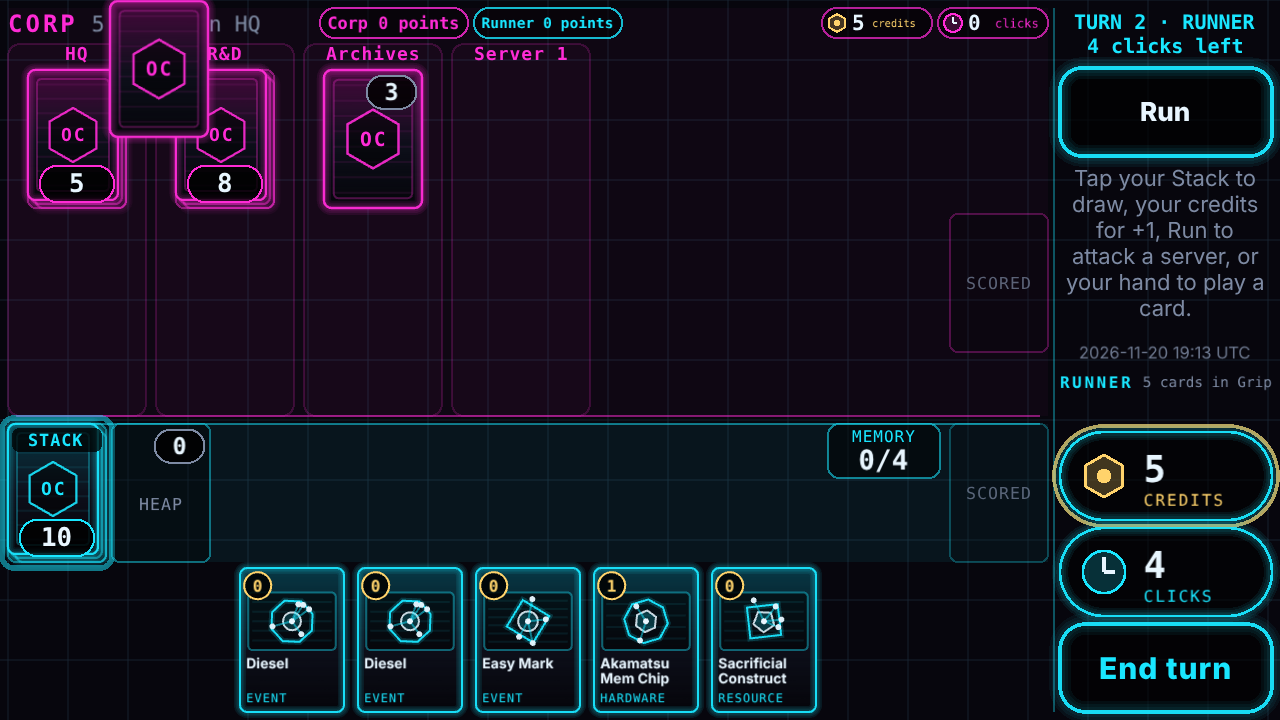 CORP 5 n HQ
Corp 0 points
Runner 0 points
5 credits
0 clicks
TURN 2 · RUNNER
4 clicks left
HQ
R&D
Archives
Server 1
OC
OC
OC
OC
5
8
3
Run
Tap your Stack to
draw, your credits
for +1, Run to
attack a server, or
your hand to play a
card.
SCORED
2026-11-20 19:13 UTC
RUNNER 5 cards in Grip
STACK
OC
10
0
HEAP
MEMORY
0/4
SCORED
5
CREDITS
4
CLICKS
End turn
0
Diesel
EVENT
0
Diesel
EVENT
0
Easy Mark
EVENT
1
Akamatsu
Mem Chip
HARDWARE
0
Sacrificial
Construct
RESOURCE